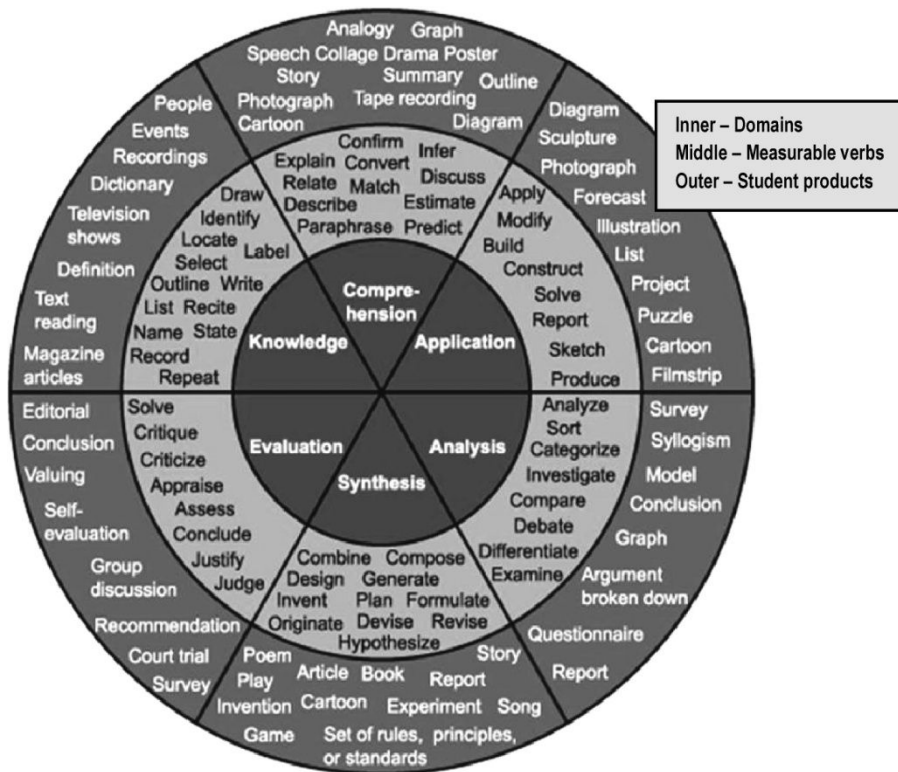 Inner – Domains
Middle – Measurable verbs
Outer – Student products
Compre-
hension
Application
Analysis
Synthesis
Evaluation
Knowledge
Confirm
Infer
Explain
Convert
Relate
Match
Discuss
Describe
Estimate
Paraphrase
Predict
Apply
Modify
Build
Construct
Solve
Report
Sketch
Produce
Analyze
Sort
Categorize
Investigate
Compare
Debate
Differentiate
Examine
Combine
Compose
Design
Generate
Invent
Plan
Formulate
Originate
Devise
Revise
Hypothesize
Solve
Critique
Criticize
Appraise
Assess
Conclude
Justify
Judge
Draw
Identify
Locate
Label
Select
Outline Write
List Recite
Name State
Record
Repeat
Analogy Graph
Speech Collage Drama Poster
Story
Summary
Outline
Photograph
Tape recording
Cartoon
Diagram
Diagram
Sculpture
Photograph
Forecast
Illustration
List
Project
Puzzle
Cartoon
Filmstrip
Survey
Syllogism
Model
Conclusion
Graph
Argument
broken down
Questionnaire
Report
Poem
Story
Play
Article
Book
Report
Invention
Cartoon
Experiment
Song
Game
Set of rules, principles,
or standards
Editorial
Conclusion
Valuing
Self-
evaluation
Group
discussion
Recommendation
Court trial
Survey
People
Events
Recordings
Dictionary
Television
shows
Definition
Text
reading
Magazine
articles